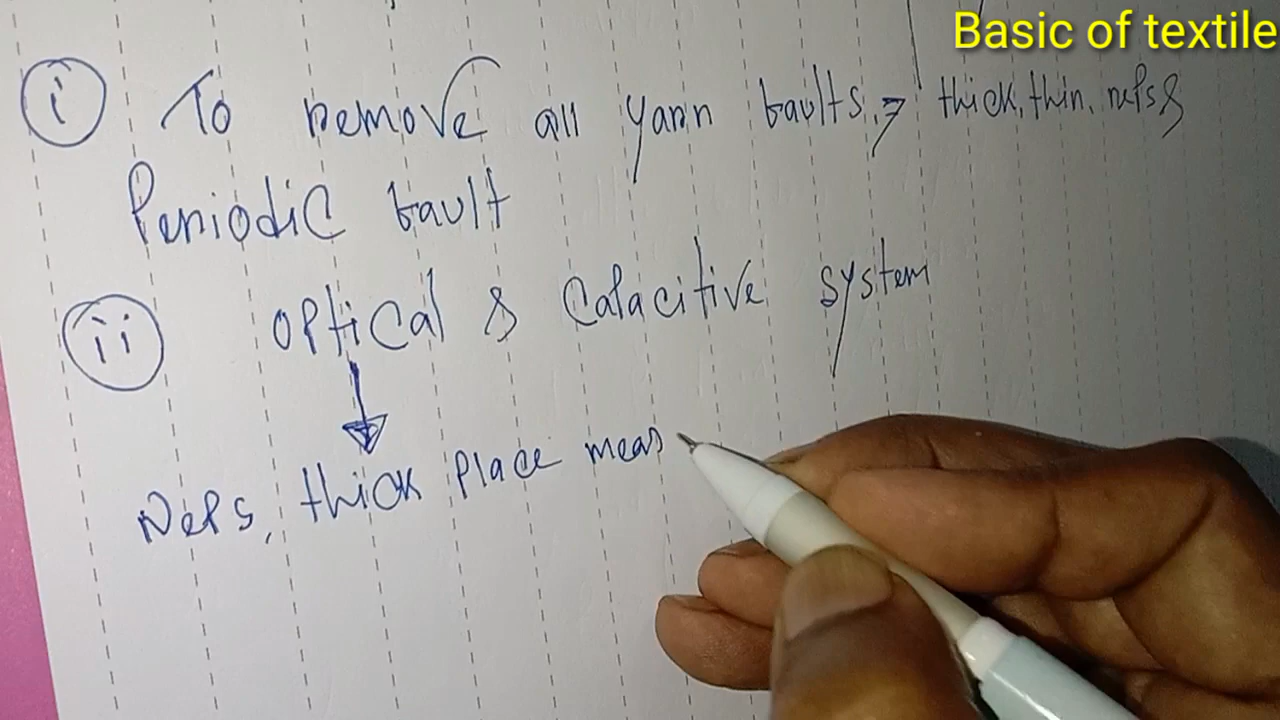 Basic of textile
i To remove all yarn faults. → thick, thin, neps &
Periodic fault
ii optical & Capacitive system
Neps, thick place meas